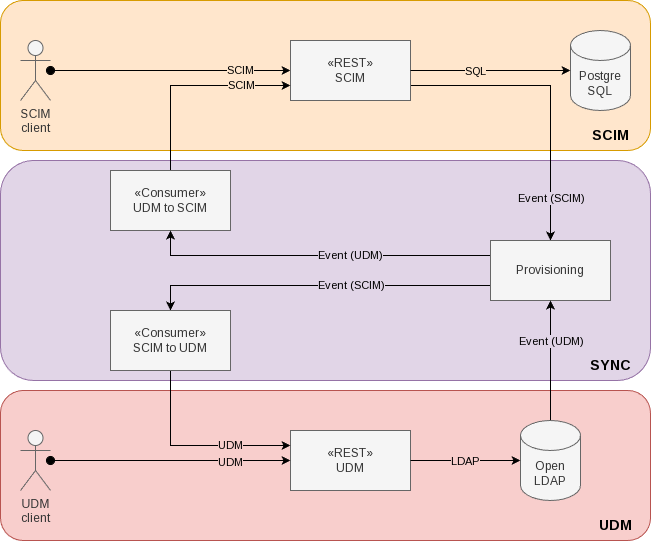 SCIM
client
SCIM
SCIM
«REST»
SCIM
SQL
Postgre
SQL
SCIM
«Consumer»
UDM to SCIM
Event (SCIM)
Event (UDM)
Provisioning
Event (SCIM)
«Consumer»
SCIM to UDM
Event (UDM)
SYNC
UDM
client
UDM
UDM
«REST»
UDM
LDAP
Open
LDAP
UDM